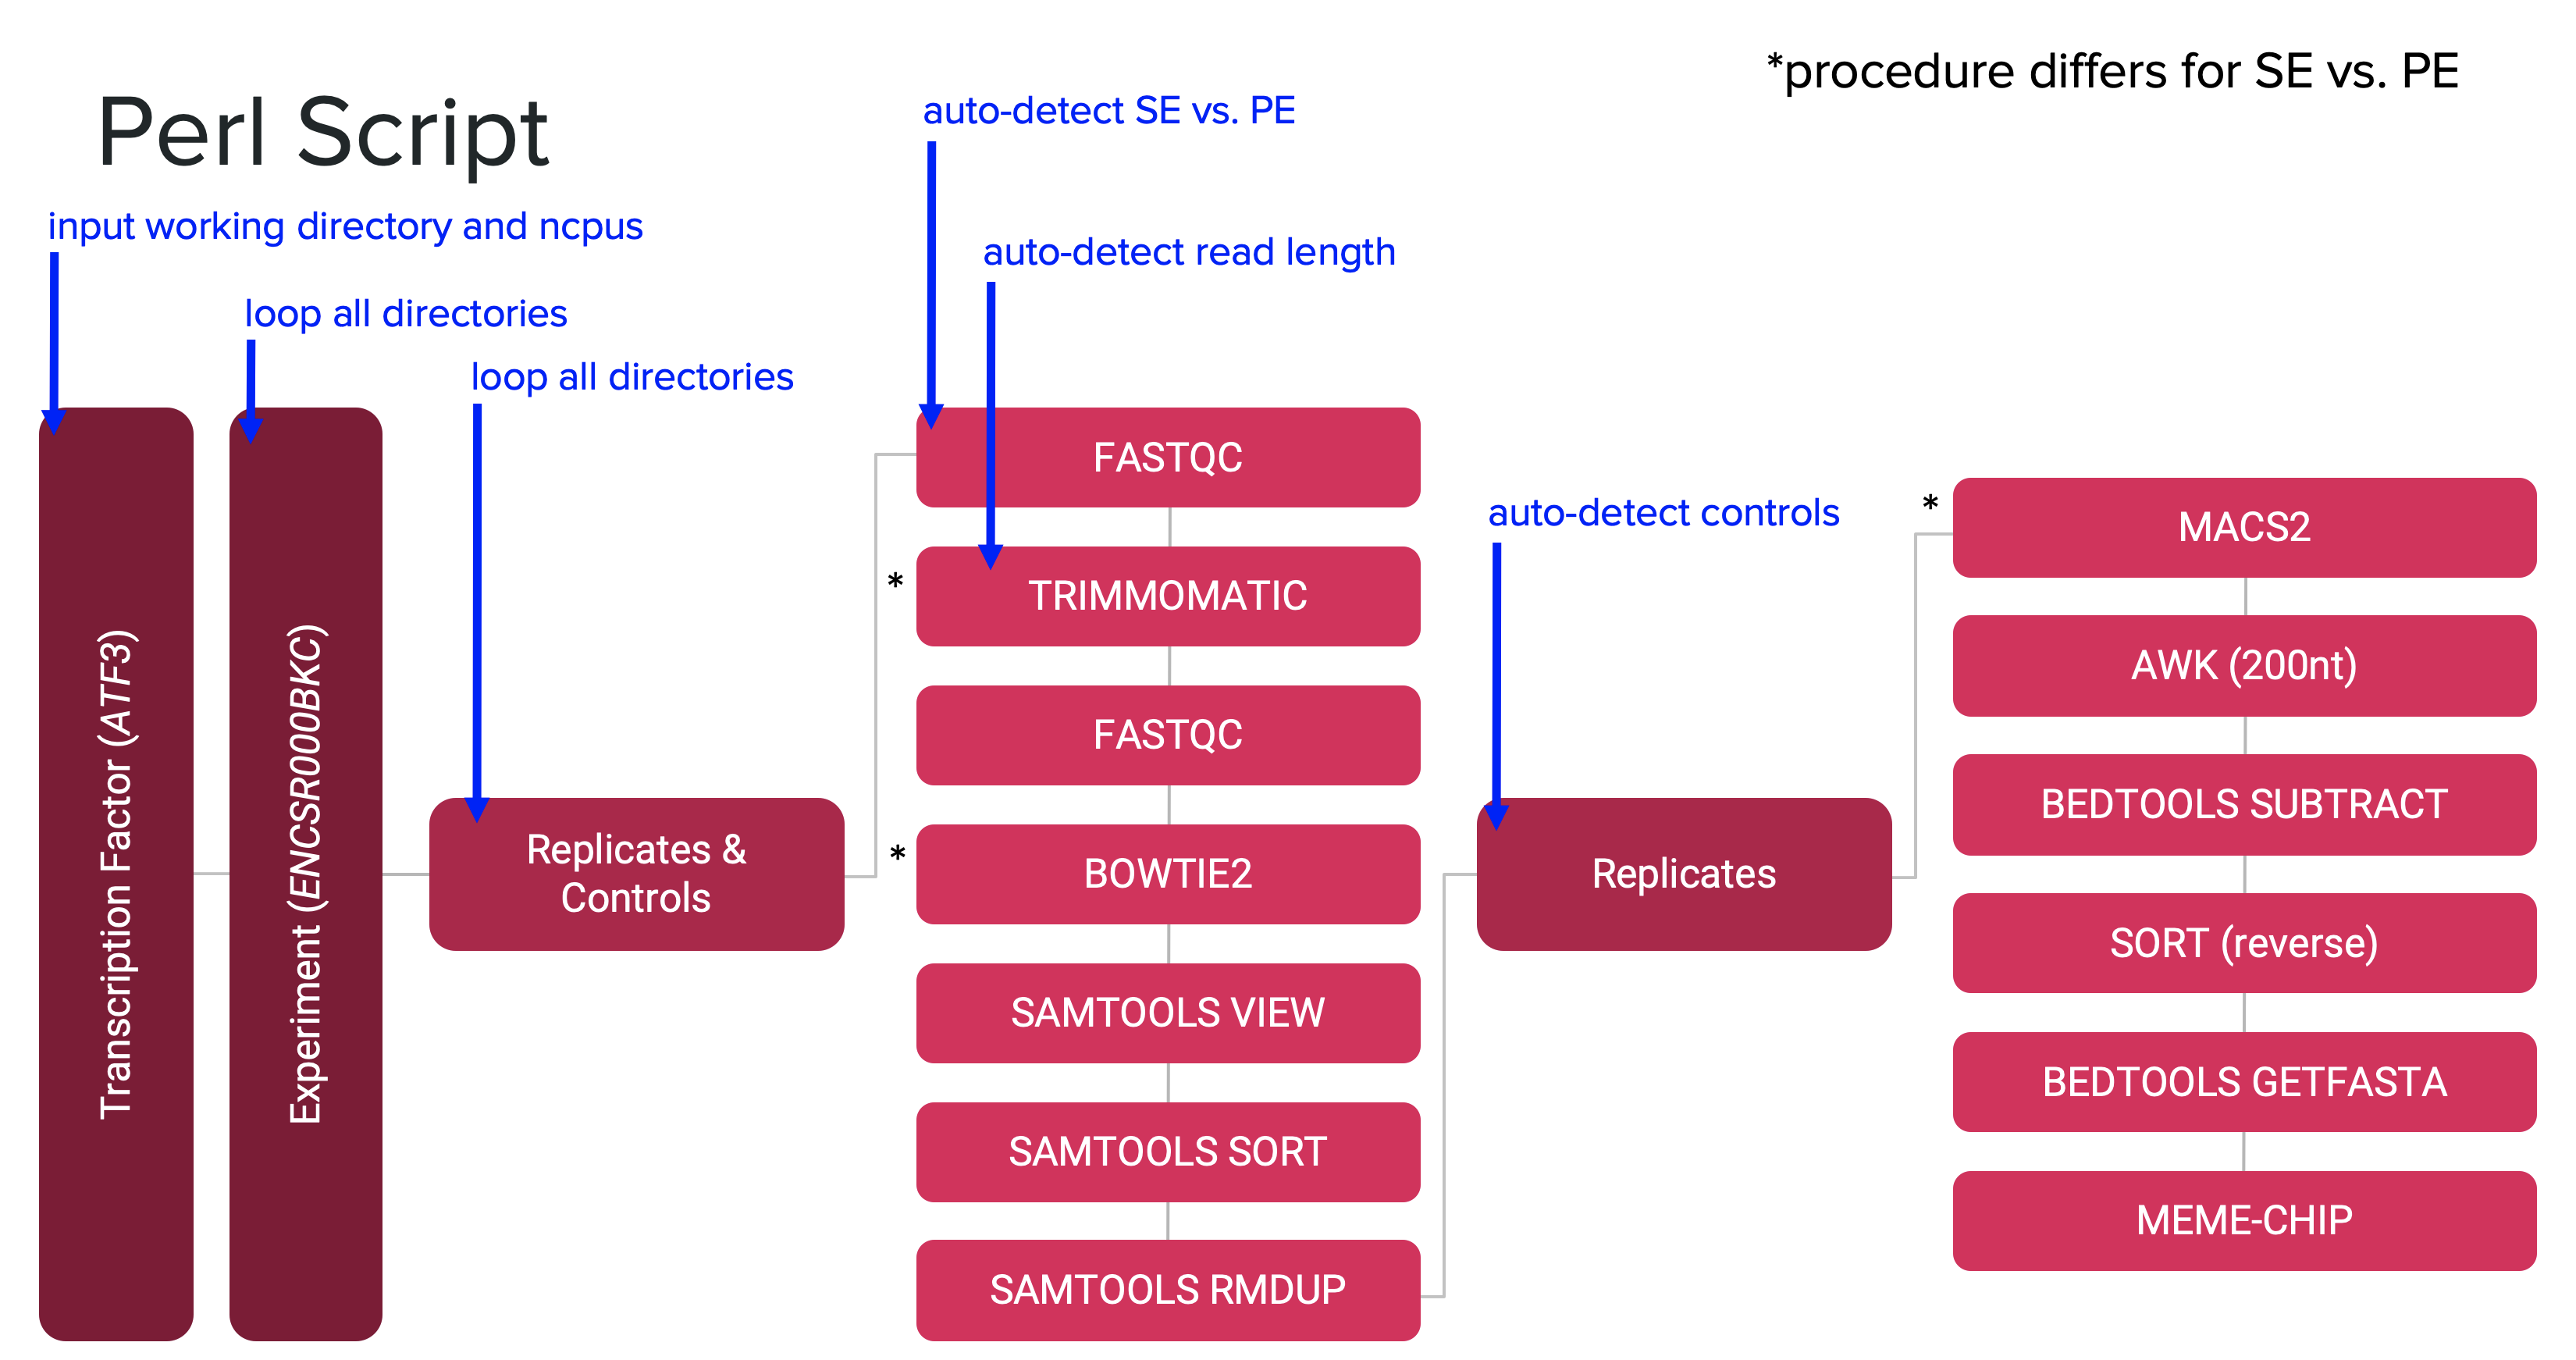 *procedure differs for SE vs. PE
Perl Script
auto-detect SE vs. PE
input working directory and ncpus
auto-detect read length
loop all directories
loop all directories
Transcription Factor (ATF3)
Experiment (ENCSR000BKC)
Replicates &
Controls
FASTQC
*
TRIMMOMATIC
FASTQC
*
BOWTIE2
SAMTOOLS VIEW
SAMTOOLS SORT
SAMTOOLS RMDUP
auto-detect controls
Replicates
*
MACS2
AWK (200nt)
BEDTOOLS SUBTRACT
SORT (reverse)
BEDTOOLS GETFASTA
MEME-CHIP